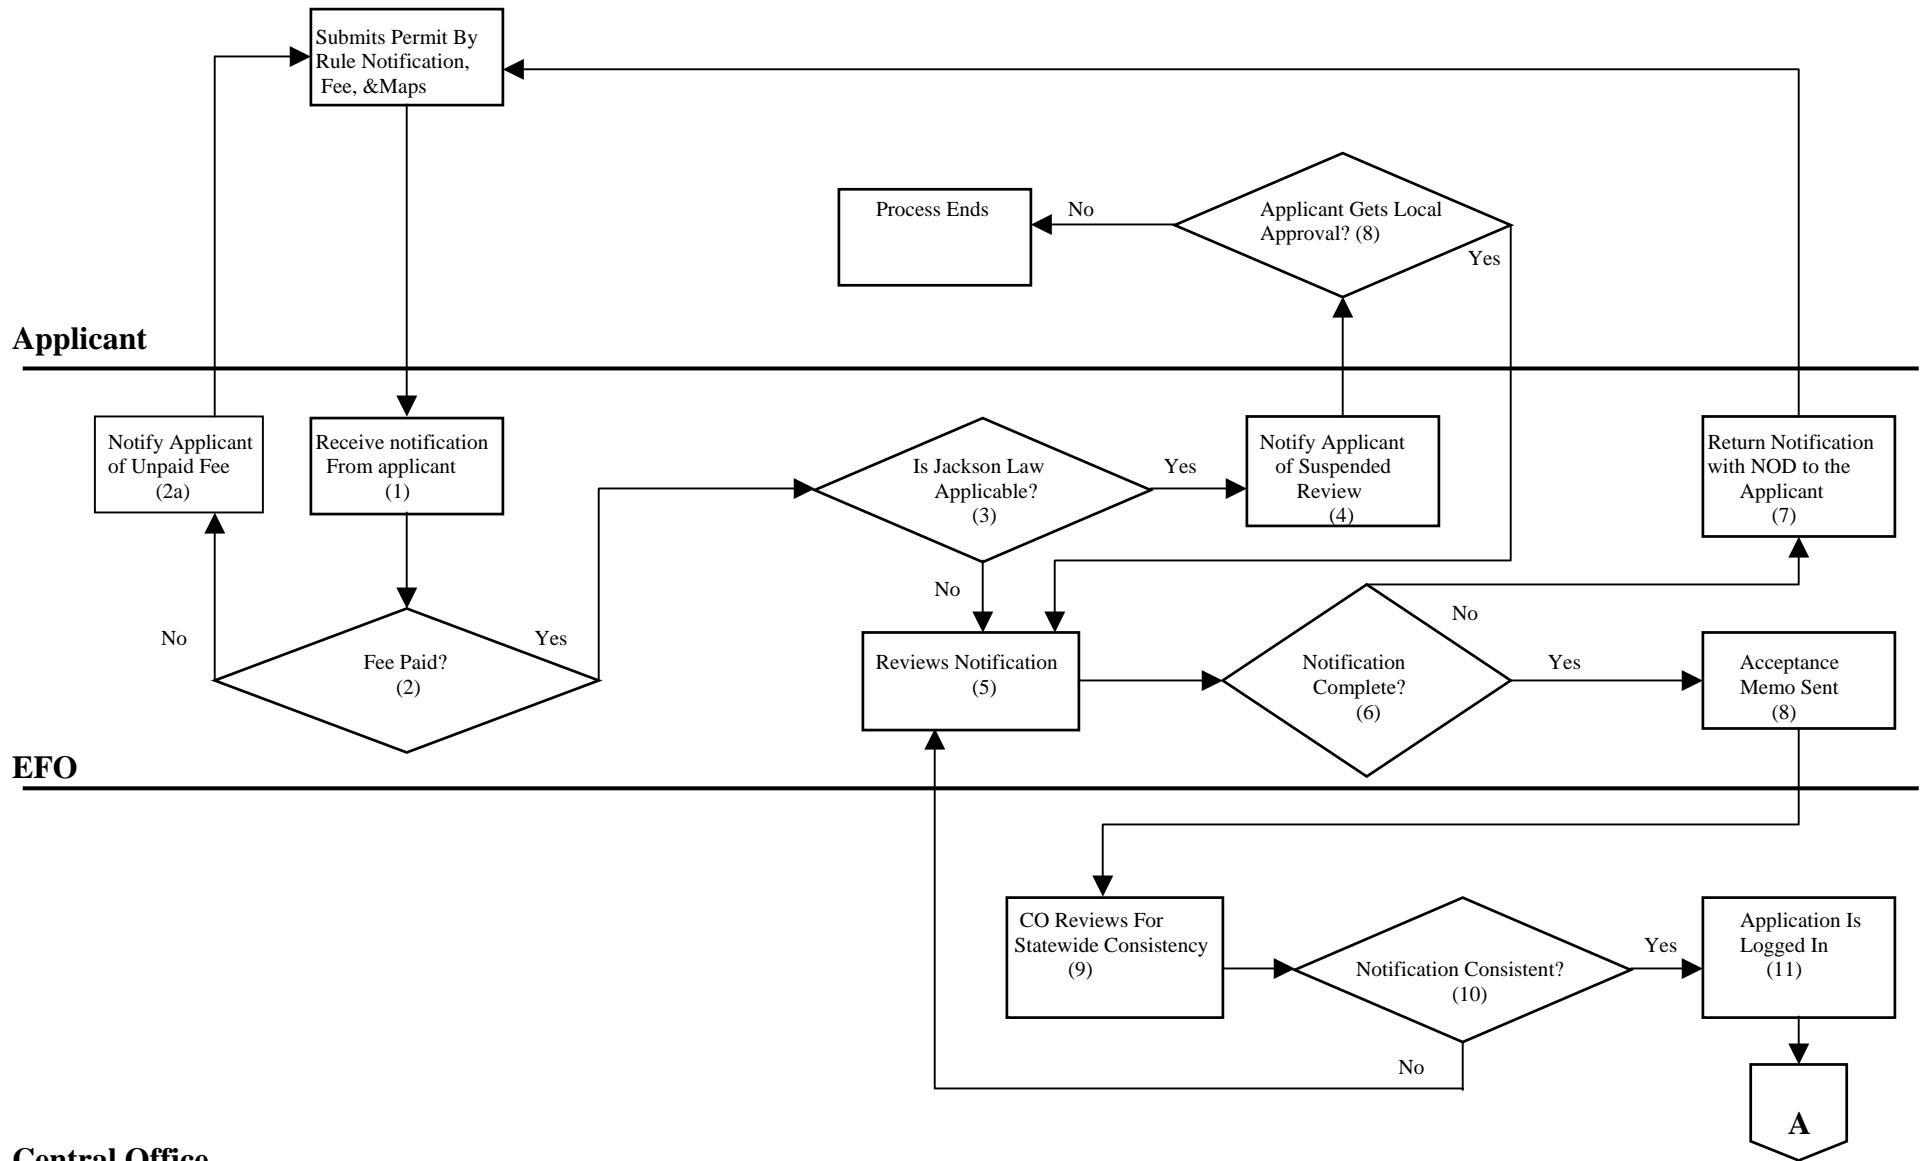 Submits Permit By
Rule Notification,
Fee, &Maps
Process Ends
No
Applicant Gets Local
Approval? (8)
Yes
Applicant
Notify Applicant
of Unpaid Fee
(2a)
Receive notification
From applicant
(1)
Is Jackson Law
Applicable?
(3)
Yes
Notify Applicant
of Suspended
Review
(4)
Return Notification
with NOD to the
Applicant
(7)
No
No
Fee Paid?
(2)
Yes
No
Reviews Notification
(5)
Notification
Complete?
(6)
Yes
Acceptance
Memo Sent
(8)
EFO
CO Reviews For
Statewide Consistency
(9)
Notification Consistent?
(10)
Yes
Application Is
Logged In
(11)
No
A
Central Office